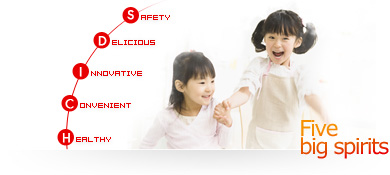 SAFETY
DELICIOUS
INNOVATIVE
CONVENIENT
HEALTHY
Five
big spirits